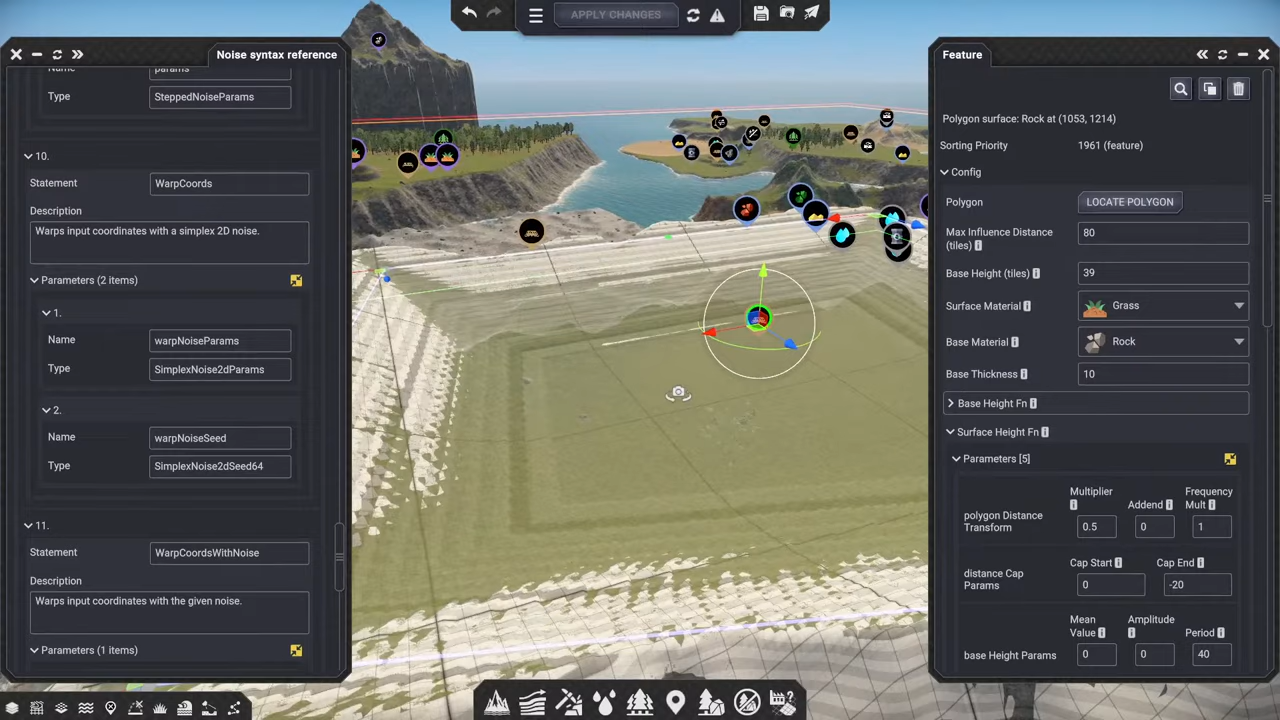 APPLY CHANGES
Noise syntax reference
Name params
Type SteppedNoiseParams
10.
Statement WarpCoords
Description
Warps input coordinates with a simplex 2D noise.
Parameters (2 items)
1.
Name warpNoiseParams
Type SimplexNoise2dParams
2.
Name warpNoiseSeed
Type SimplexNoise2dSeed64
11.
Statement WarpCoordsWithNoise
Description
Warps input coordinates with the given noise.
Parameters (1 items)
Feature
Polygon surface: Rock at (1053, 1214)
Sorting Priority 1961 (feature)
Config
Polygon LOCATE POLYGON
Max Influence Distance
(tiles) 80
Base Height (tiles) 39
Surface Material Grass
Base Material Rock
Base Thickness 10
Base Height Fn
Surface Height Fn
Parameters [5]
Multiplier Addend Frequency
Mult
polygon Distance
Transform 0.5 0 1
Cap Start Cap End
distance Cap
Params 0 -20
Mean
Value Amplitude Period
base Height Params 0 0 40